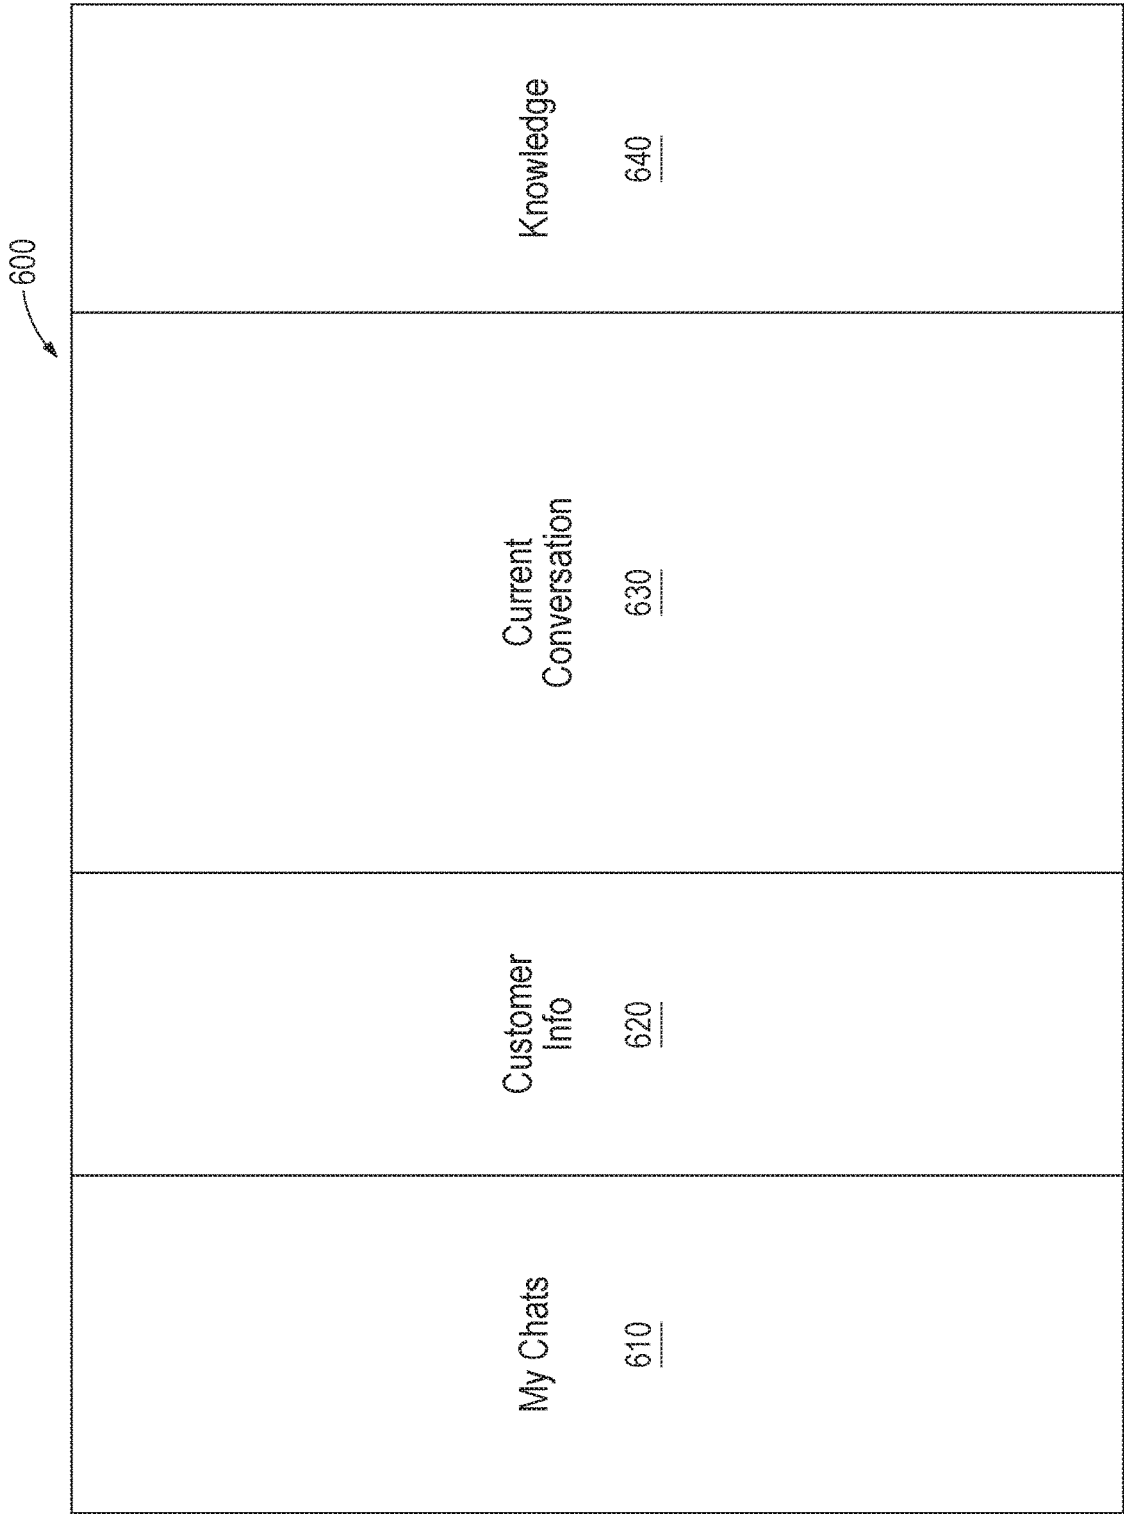 600
My Chats
610
Customer
Info
620
Current
Conversation
630
Knowledge
640